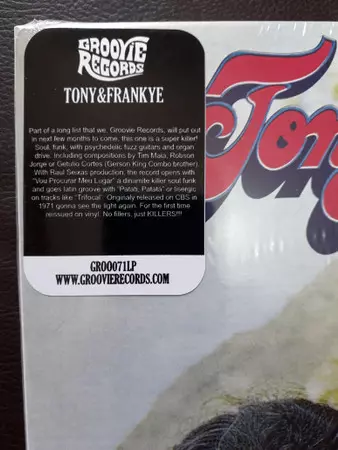 GROOVIE
RECORDS
TONY&FRANKYE
Part of a long list that we, Groovie Records, will put out
in next few months to come, this one is a super killer!
Soul, funk, with psychedelic fuzz guitars and organ
drive. Including compositions by Tim Maia, Robson
Jorge or Getulio Cortes (Gerson King Combo brother).
With Raul Seixas production, the record opens with
"Vou Procurar Meu Lugar" a dinamite killer soul funk
and goes latin groove with "Patati, Patata" or lisergic
on tracks like "Trifocal". Originaly released on CBS in
1971 gonna see the light again. For the first time
reissued on vinyl. No fillers, just KILLERS!!!!
GRO0071LP
WWW.GROOVIERECORDS.COM
Tony